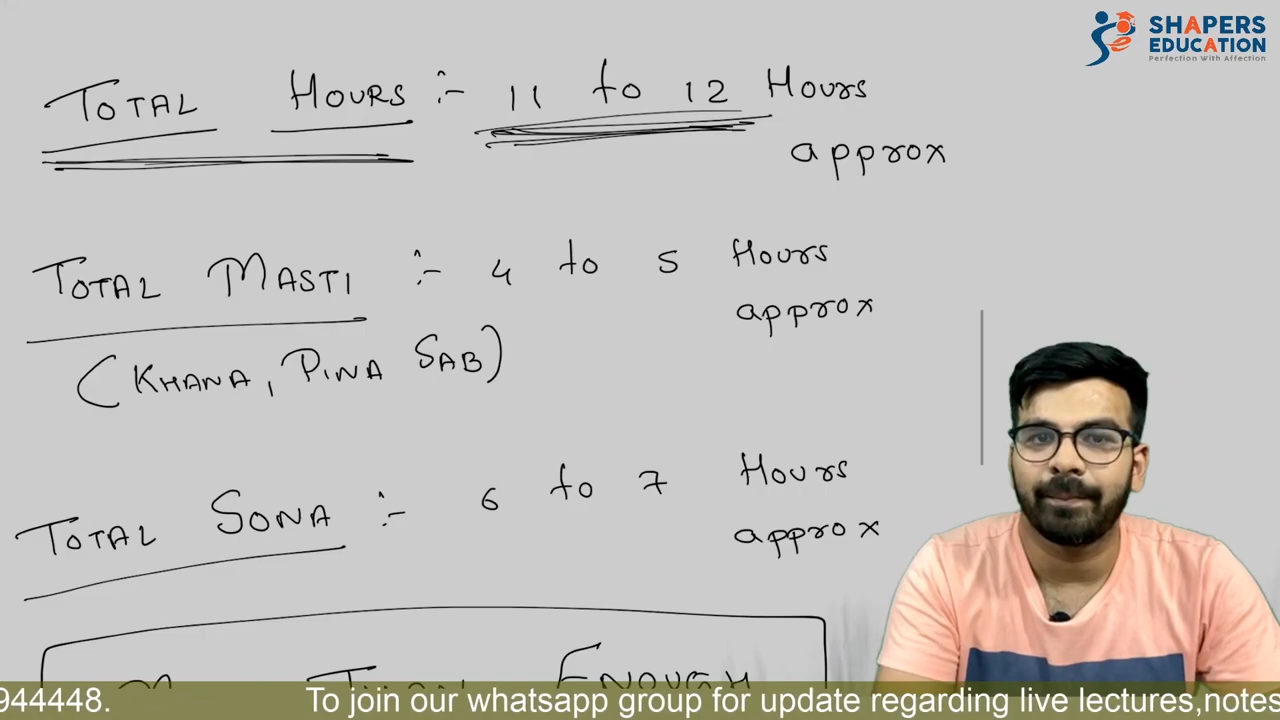 SHAPERS
EDUCATION
Perfection With Affection
TOTAL HOURS :- 11 to 12 Hours
approx
TOTAL MASTI :- 4 to 5 Hours
approx
(KHANA, PINA SAB)
TOTAL SONA :- 6 to 7 Hours
approx
THAN ENOUGH
944448. To join our whatsapp group for update regarding live lectures,notes